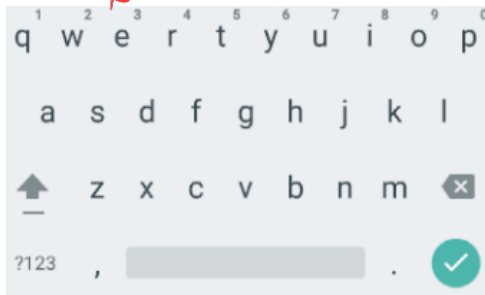 1 2 3 4 5 6 7 8 9 0
q w e r t y u i o p
a s d f g h j k l
z x c v b n m
?123 , .